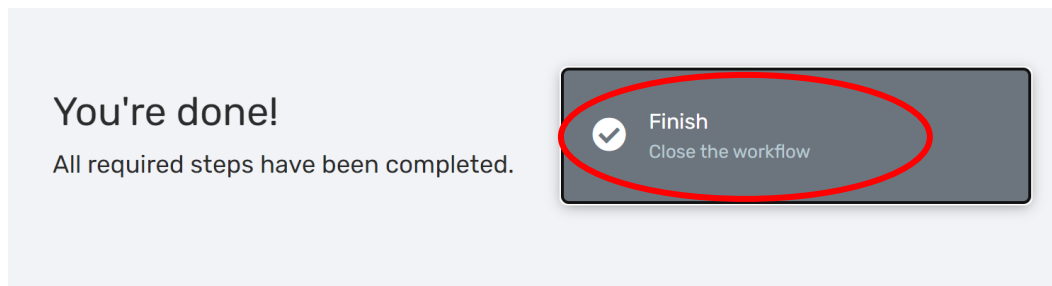 You're done!
All required steps have been completed.
Finish
Close the workflow